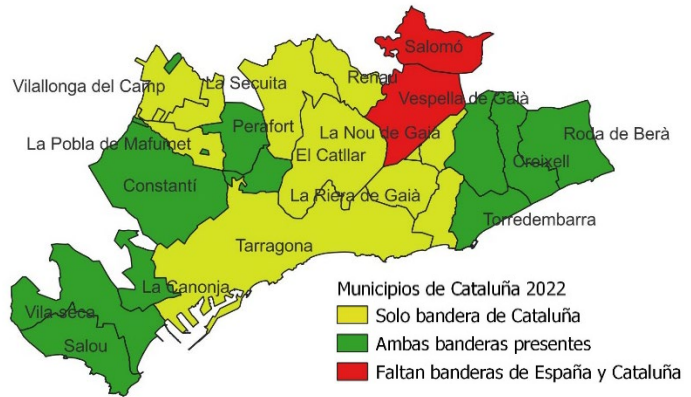 Salomó
Vilallonga del Camp
La Secuita
Renau
Vespella de Gaià
Perafort
La Nou de Gaià
Roda de Berà
La Pobla de Mafumet
El Catllar
Creixell
Constantí
La Riera de Gaià
Torredembarra
Tarragona
La Canonja
Vila-seca
Salou
Municipios de Cataluña 2022
Solo bandera de Cataluña
Ambas banderas presentes
Faltan banderas de España y Cataluña